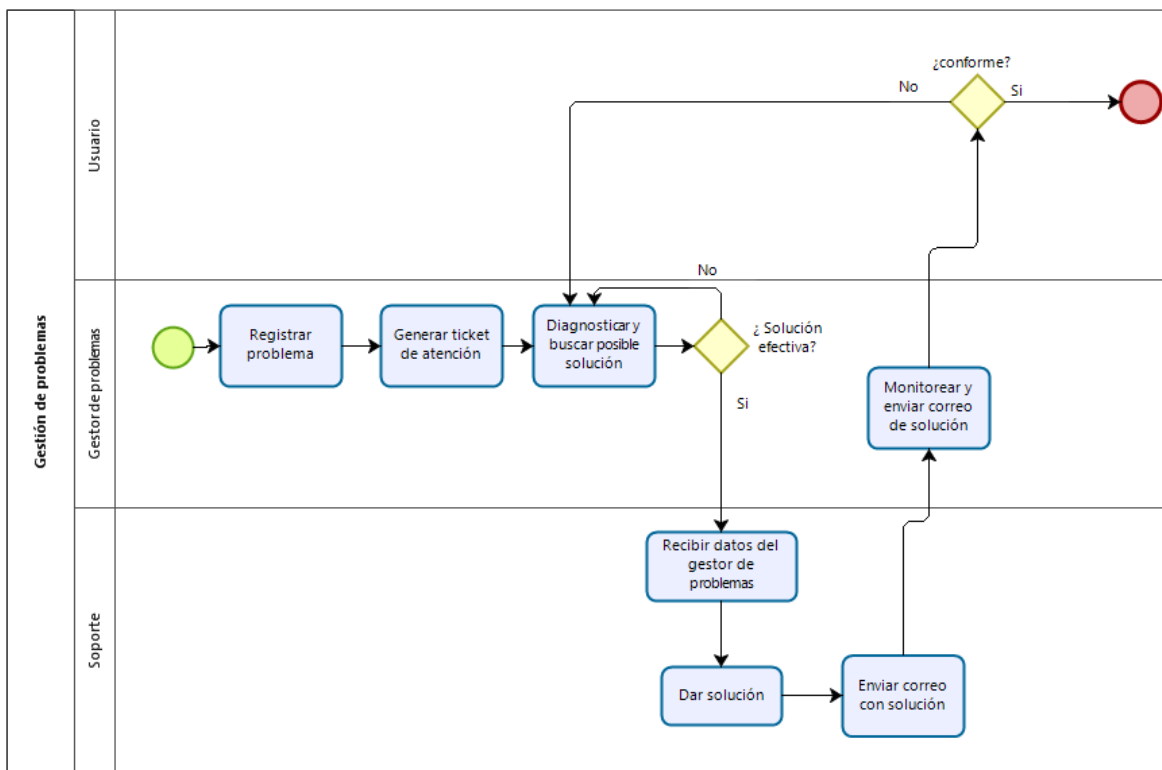 Gestión de problemas
Usuario
¿conforme?
No
Si
Gestor de problemas
Registrar
problema
Generar ticket
de atención
Diagnosticar y
buscar posible
solución
No
¿ Solución
efectiva?
Si
Monitorear y
enviar correo
de solución
Soporte
Recibir datos del
gestor de
problemas
Dar solución
Enviar correo
con solución